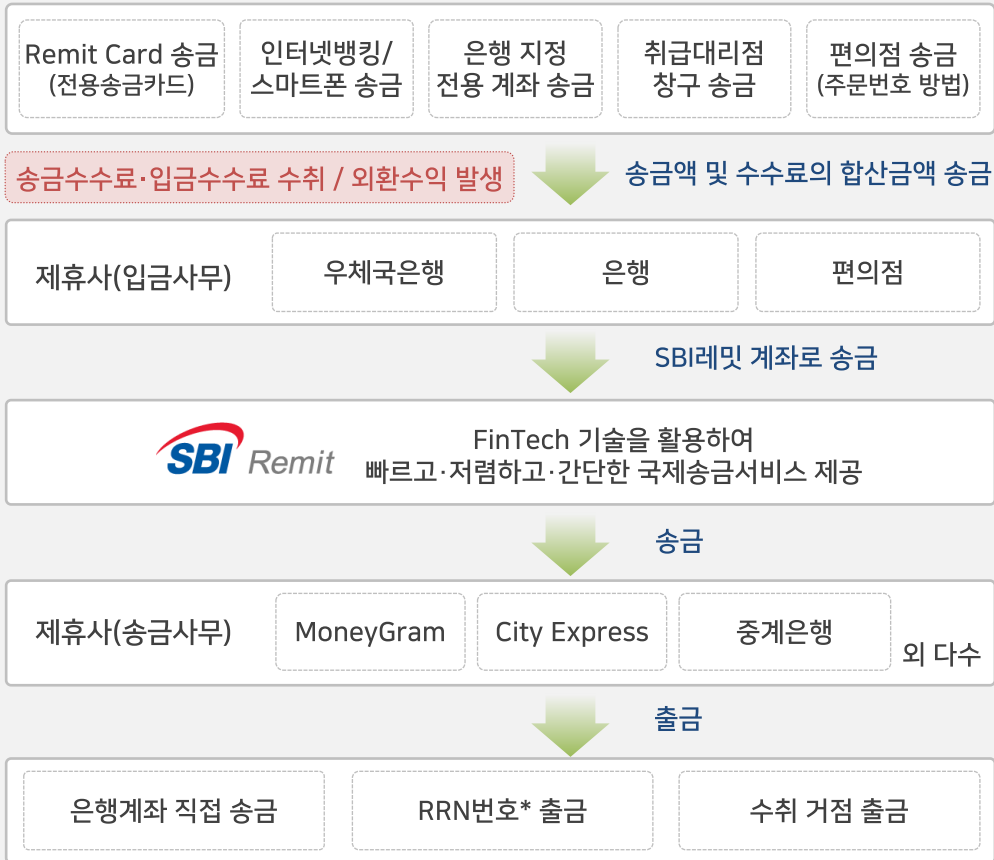 Remit Card 송금
(전용송금카드)
인터넷뱅킹/
스마트폰 송금
은행 지정
전용 계좌 송금
취급대리점
창구 송금
편의점 송금
(주문번호 방법)
송금수수료·입금수수료 수취 / 외환수익 발생
송금액 및 수수료의 합산금액 송금
제휴사(입금사무)
우체국은행
은행
편의점
SBI레밋 계좌로 송금
SBI Remit
FinTech 기술을 활용하여
빠르고·저렴하고·간단한 국제송금서비스 제공
송금
제휴사(송금사무)
MoneyGram
City Express
중계은행
외 다수
출금
은행계좌 직접 송금
RRN번호* 출금
수취 거점 출금